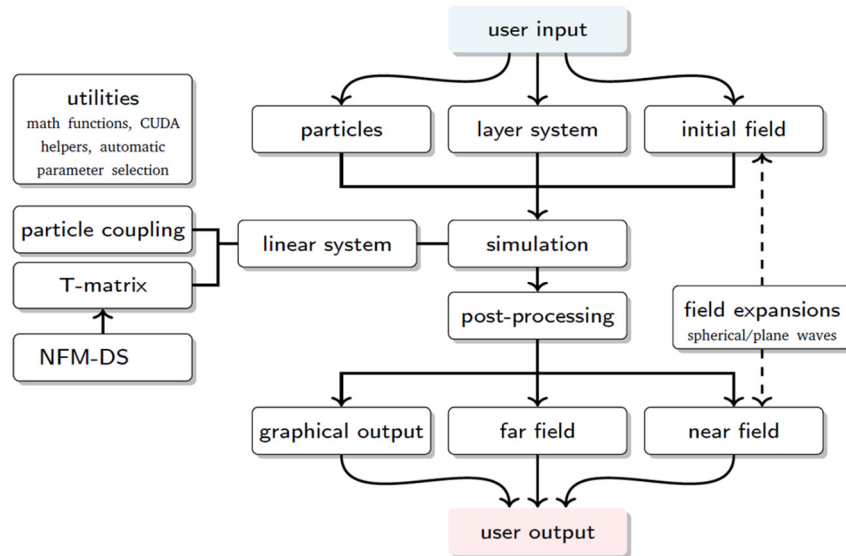 user input
utilities
math functions, CUDA
helpers, automatic
parameter selection
particles
layer system
initial field
particle coupling
linear system
simulation
T-matrix
post-processing
field expansions
spherical/plane waves
NFM-DS
graphical output
far field
near field
user output